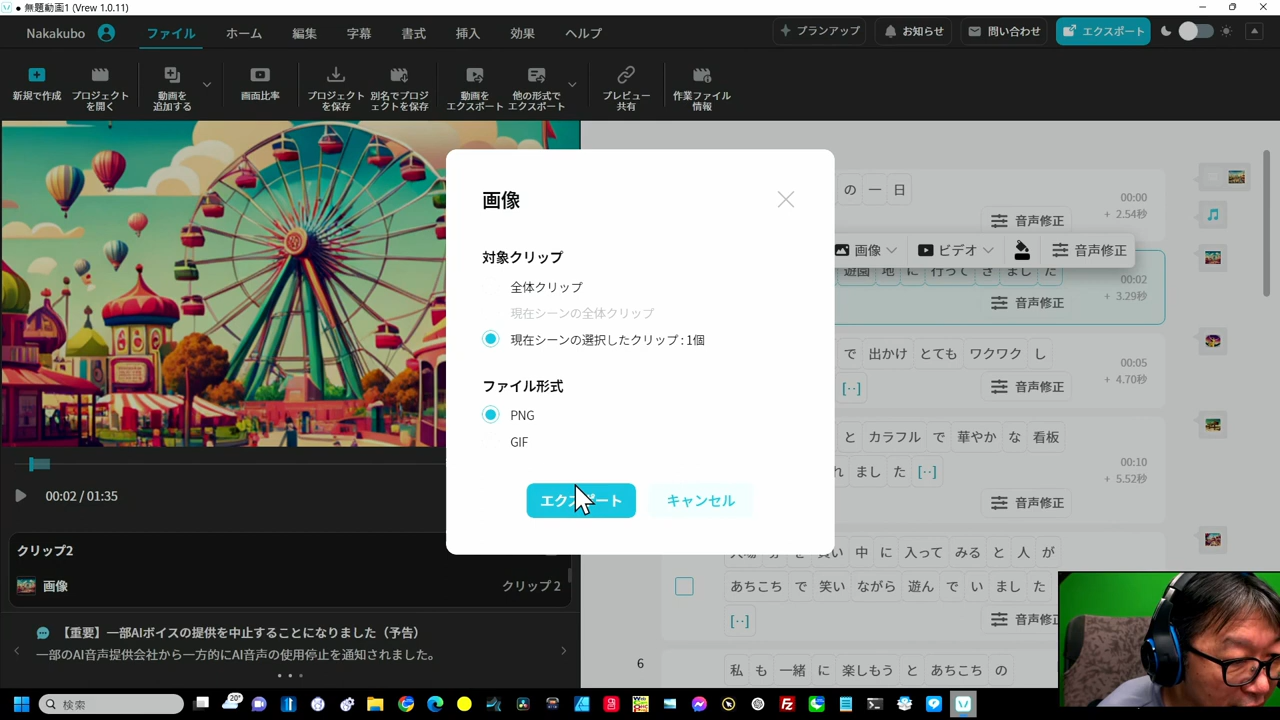 ● 無題動画1 (Vrew 1.0.11)
Nakakubo ファイル ホーム 編集 字幕 書式 挿入 効果 ヘルプ プランアップ お知らせ 問い合わせ エクスポート
新規で作成
プロジェクト
を開く
動画を
追加する
画面比率
プロジェクト
を保存
別名でプロジ
ェクトを保存
動画を
エクスポート
他の形式で
エクスポート
プレビュー
共有
作業ファイル
情報
画像
対象クリップ
全体クリップ
現在シーンの全体クリップ
現在シーンの選択したクリップ : 1個
ファイル形式
PNG
GIF
エクスポート キャンセル
の 一 日
00:00
+ 2.54秒
音声修正
画像 ビデオ 音声修正
遊園 地 に 行って き まし た
00:02
+ 3.29秒
音声修正
で 出かけ とても ワクワク し
00:05
+ 4.70秒
[··]
音声修正
と カラフル で 華やか な 看板
00:10
+ 5.52秒
まし た [··]
音声修正
い 中 に 入って みる と 人 が
あちこち で 笑い ながら 遊ん で い まし た
[··]
6
私 も 一緒 に 楽しもう と あちこち の
00:02 / 01:35
クリップ2
画像 クリップ 2
【重要】一部AIボイスの提供を中止することになりました（予告）
一部のAI音声提供会社から一方的にAI音声の使用停止を通知されました。
検索
20°